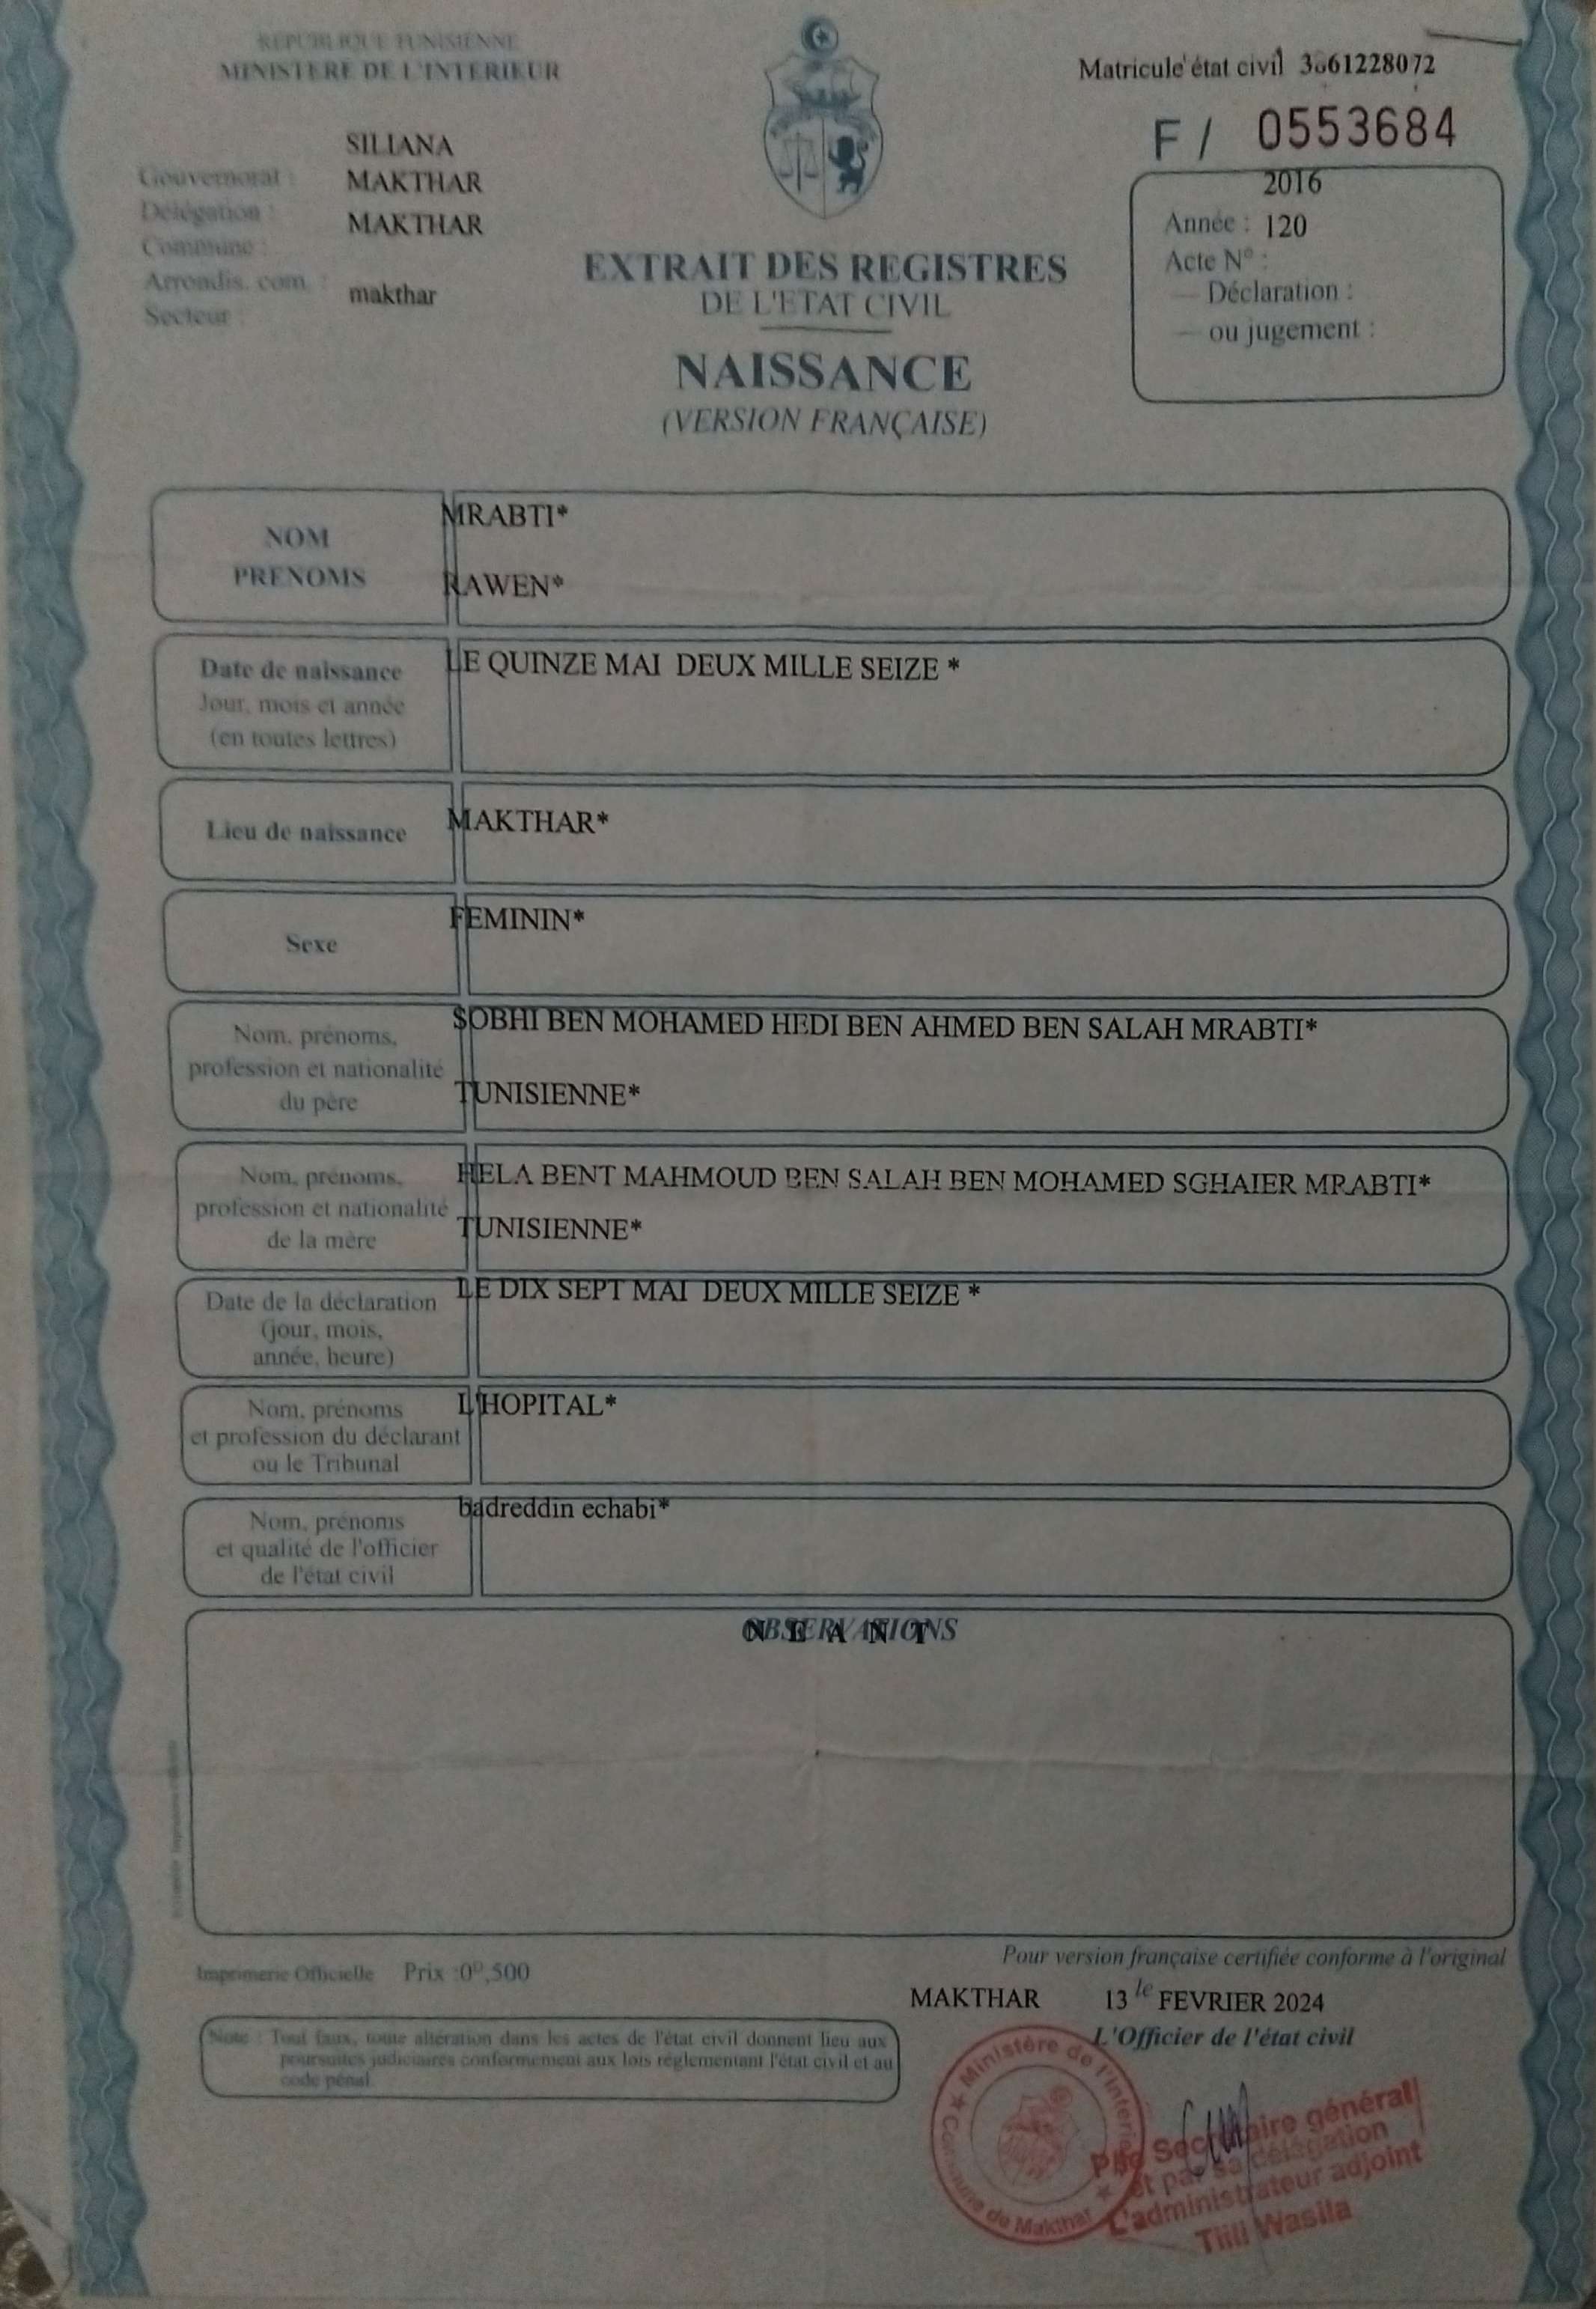 REPUBLIQUE TUNISIENNE
MINISTERE DE L'INTERIEUR
Matricule état civil 3661228072
F / 0553684
SILIANA
Gouvernorat : MAKTHAR
Délégation : MAKTHAR
Commune :
Arrondis. com. : makthar
Secteur :
2016
Année : 120
Acte N° :
— Déclaration :
— ou jugement :
EXTRAIT DES REGISTRES
DE L'ETAT CIVIL
NAISSANCE
(VERSION FRANÇAISE)
NOM
PRENOMS
MRABTI*
RAWEN*
Date de naissance
Jour, mois et année
(en toutes lettres)
LE QUINZE MAI DEUX MILLE SEIZE *
Lieu de naissance
MAKTHAR*
Sexe
FEMININ*
Nom, prénoms,
profession et nationalité
du père
SOBHI BEN MOHAMED HEDI BEN AHMED BEN SALAH MRABTI*
TUNISIENNE*
Nom, prénoms,
profession et nationalité
de la mère
HELA BENT MAHMOUD BEN SALAH BEN MOHAMED SGHAIER MRABTI*
TUNISIENNE*
Date de la déclaration
(jour, mois,
année, heure)
LE DIX SEPT MAI DEUX MILLE SEIZE *
Nom, prénoms
et profession du déclarant
ou le Tribunal
L'HOPITAL*
Nom, prénoms
et qualité de l'officier
de l'état civil
badreddin echabi*
OBSERVATIONS
N E A N T
Pour version française certifiée conforme à l'original
Imprimerie Officielle Prix :0ᴰ,500
MAKTHAR 13 le FEVRIER 2024
L'Officier de l'état civil
Note : Tout faux, toute altération dans les actes de l'état civil donnent lieu aux
poursuites judiciaires conformement aux lois réglementant l'état civil et au
code pénal
★ Ministère de l'Interieur ★ Commune de Makthar
Secrétaire général
et par sa délégation
L'administrateur adjoint
Tlili Wasila